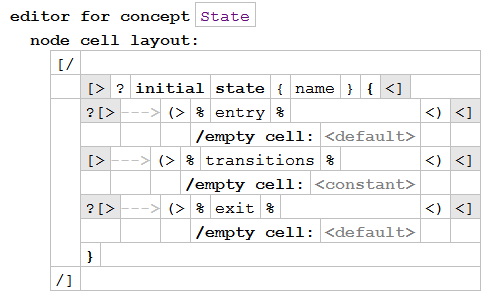 editor for concept State
node cell layout:
[/
[> ? initial state { name } { <]
?[> ---> (> % entry % <) <]
/empty cell: <default>
[> ---> (> % transitions % <) <]
/empty cell: <constant>
?[> ---> (> % exit % <) <]
/empty cell: <default>
}
/]